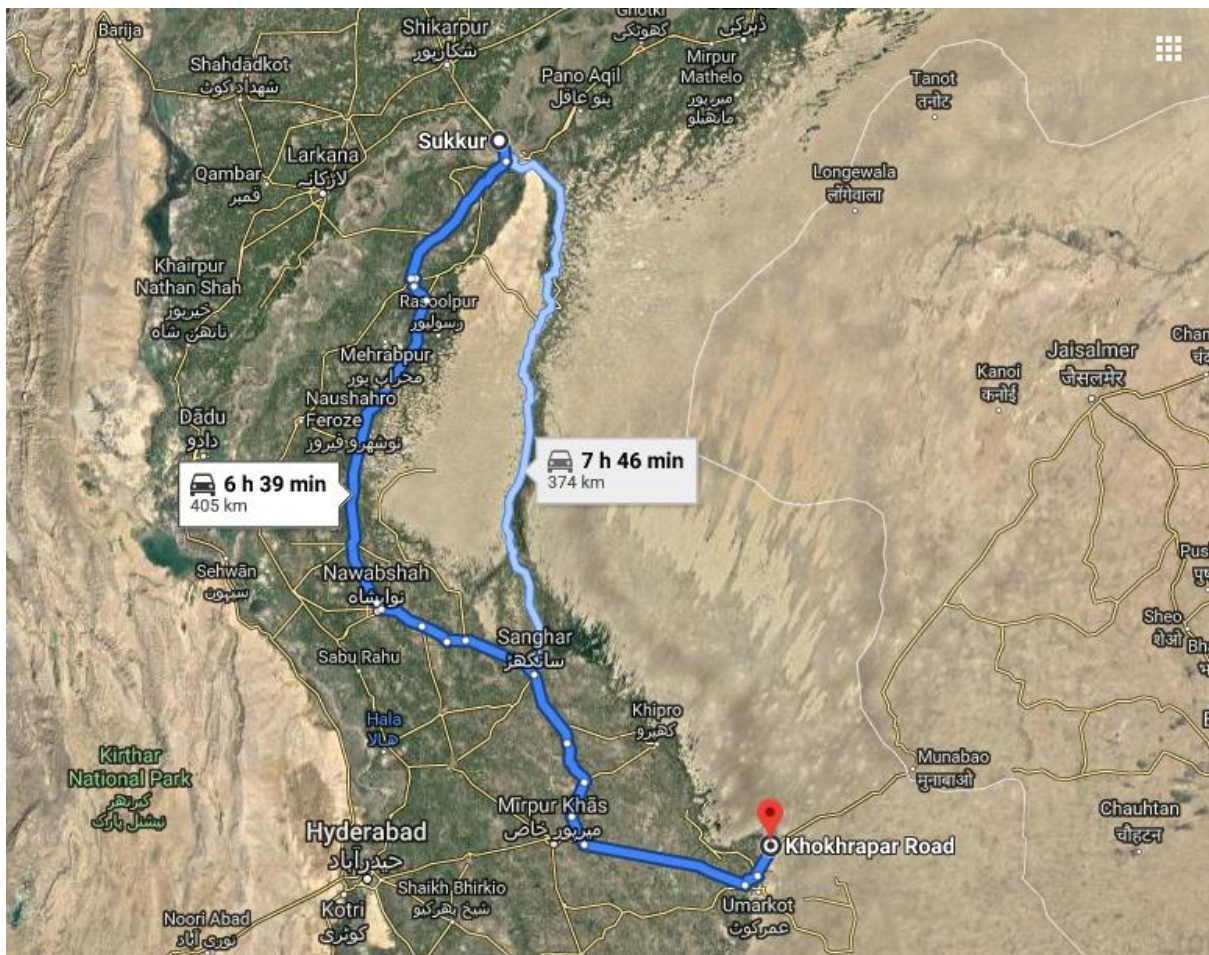 Ghotki
گھوٹکی
ڈہرکی
Barija
Shikarpur
شکارپور
Shahdadkot
شہداد کوٹ
Pano Aqil
پنو عاقل
Mirpur
Mathelo
میرپور
ماتھیلو
Tanot
तनोट
Sukkur
Larkana
لاڑکانہ
Qambar
قمبر
Longewala
लोंगेवाला
Khairpur
Nathan Shah
خیرپور
ناتھن شاہ
Rasoolpur
رسولپور
Mehrabpur
محراب پور
Jaisalmer
जैसलमेर
Kanoi
कनोई
Naushahro
Feroze
نوشہرو فیروز
Dādu
دادو
6 h 39 min
405 km
7 h 46 min
374 km
Sehwān
سیہون
Nawabshah
نوابشاہ
Sanghar
سانگھڑ
Sabu Rahu
Sheo
शेओ
Hala
هالا
Khipro
کھپرو
Kirthar
National Park
کیرتھر
نیشنل پارک
Munabao
मुनाबाओ
Mīrpur Khās
میرپور خاص
Chauhtan
चौहटन
Hyderabad
حیدرآباد
Khokhrapar Road
Shaikh Bhirkio
شیخ بھرکیو
Kotri
کوٹری
Noori Abad
نوری آباد
Umarkot
عمرکوٹ